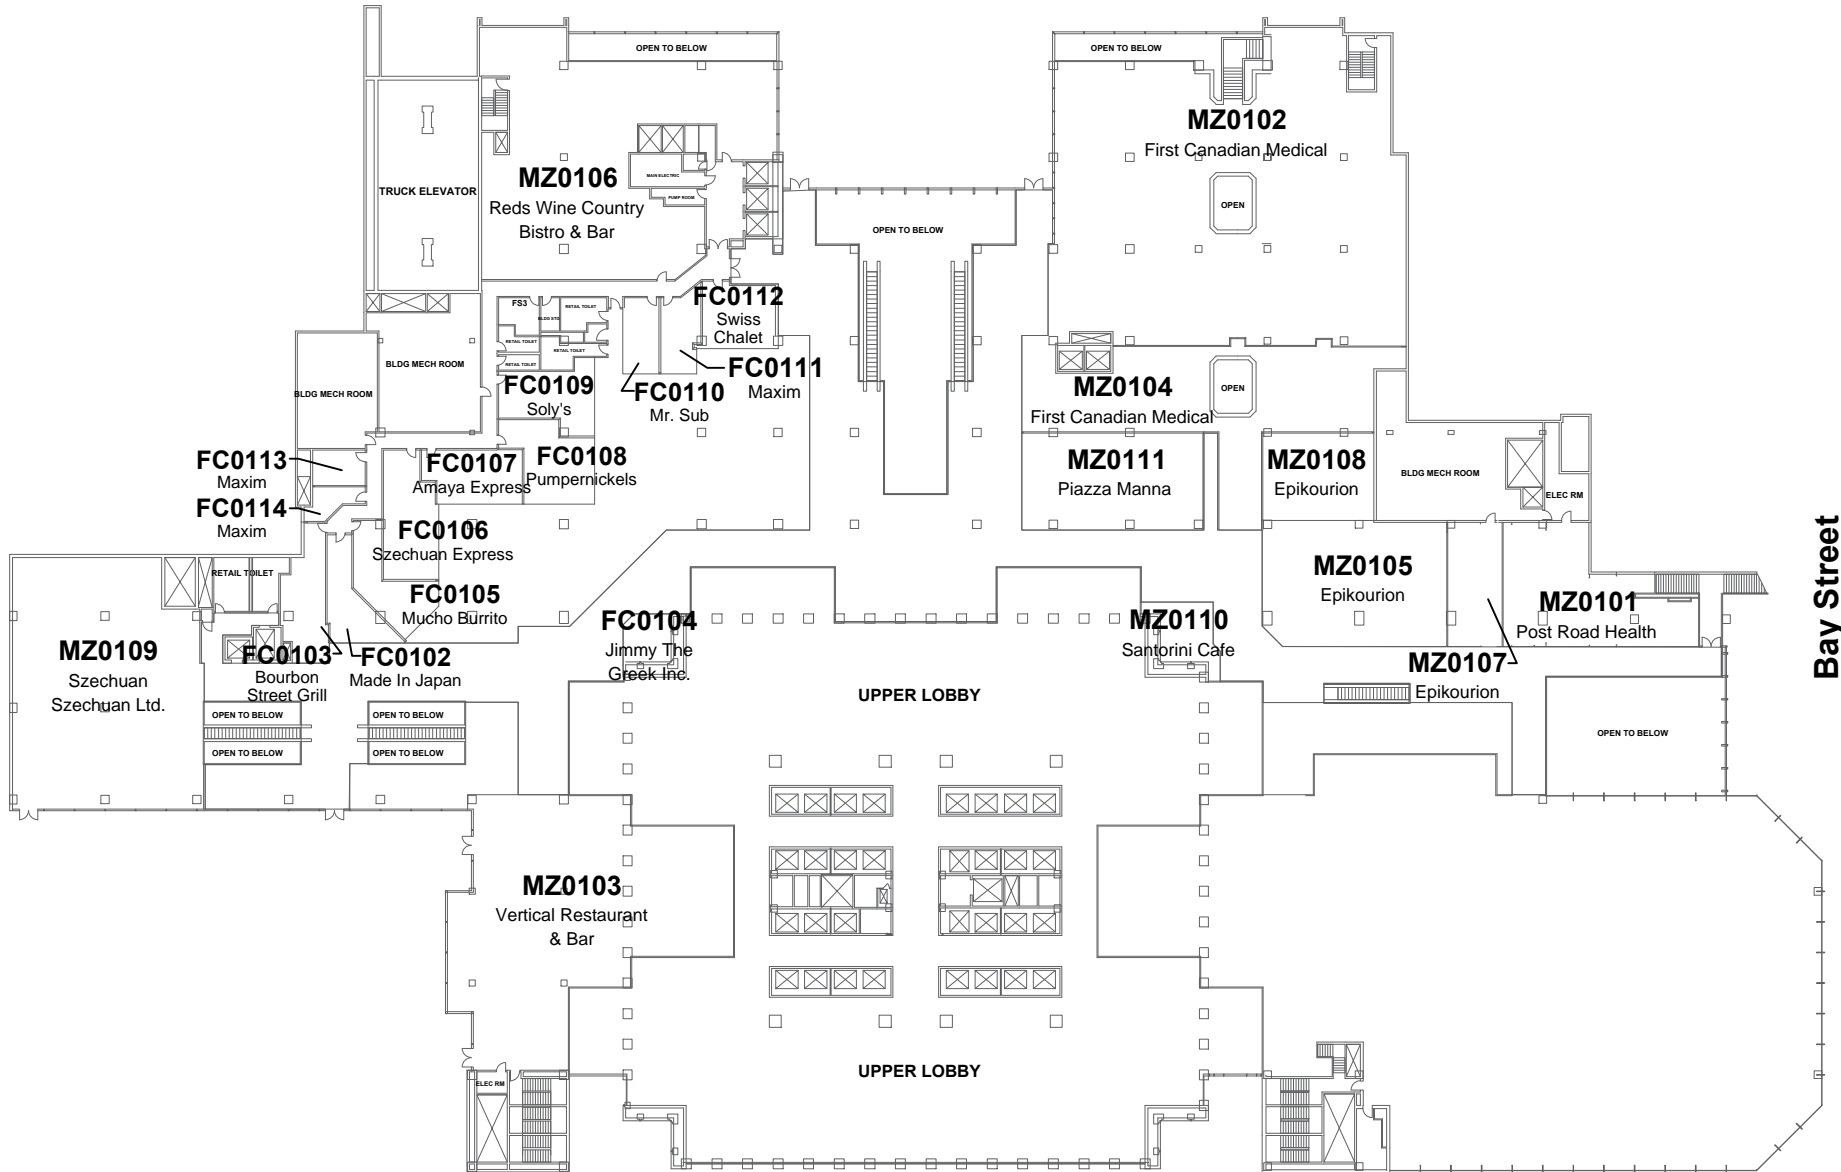 OPEN TO BELOW
OPEN TO BELOW
MZ0102
First Canadian Medical
OPEN
TRUCK ELEVATOR
MZ0106
Reds Wine Country
Bistro & Bar
MAIN ELECTRIC
PUMP ROOM
OPEN TO BELOW
FS3
BLDG STG
RETAIL TOILET
RETAIL TOILET
RETAIL TOILET
RETAIL TOILET
FC0112
Swiss
Chalet
BLDG MECH ROOM
BLDG MECH ROOM
FC0109
Soly's
FC0110
Mr. Sub
FC0111
Maxim
MZ0104
First Canadian Medical
OPEN
FC0113
Maxim
FC0114
Maxim
FC0107
Amaya Express
FC0108
Pumpernickels
MZ0111
Piazza Manna
MZ0108
Epikourion
BLDG MECH ROOM
ELEC RM
FC0106
Szechuan Express
RETAIL TOILET
FC0105
Mucho Burrito
MZ0105
Epikourion
MZ0101
Post Road Health
Bay Street
MZ0109
Szechuan
Szechuan Ltd.
FC0103
Bourbon
Street Grill
FC0102
Made In Japan
FC0104
Jimmy The
Greek Inc.
MZ0110
Santorini Cafe
MZ0107
Epikourion
UPPER LOBBY
OPEN TO BELOW
OPEN TO BELOW
OPEN TO BELOW
OPEN TO BELOW
OPEN TO BELOW
MZ0103
Vertical Restaurant
& Bar
UPPER LOBBY
ELEC RM